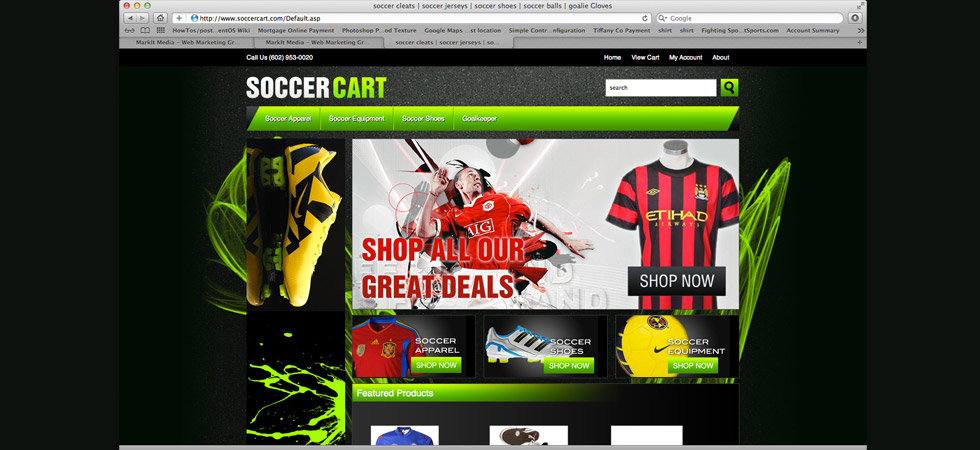 soccer cleats | soccer jerseys | soccer shoes | soccer balls | goalie Gloves
http://www.soccercart.com/Default.asp
Google
HowTos/post...entOS Wiki Mortgage Online Payment Photoshop P...od Texture Google Maps ...st location Simple Contr...nfiguration Tiffany Co Payment shirt shirt Fighting Spo...tSports.com Account Summary
MarkIt Media – Web Marketing Gr... MarkIt Media – Web Marketing Gr... soccer cleats | soccer jerseys | so...
Call Us (602) 953-0020 Home View Cart My Account About
SOCCER CART
search
Soccer Apparel Soccer Equipment Soccer Shoes Goalkeeper
AIG
ETIHAD
AIRWAYS
SHOP ALL OUR
GREAT DEALS
SHOP NOW
SOCCER
APPAREL
SHOP NOW
SOCCER
SHOES
SHOP NOW
SOCCER
EQUIPMENT
SHOP NOW
Featured Products